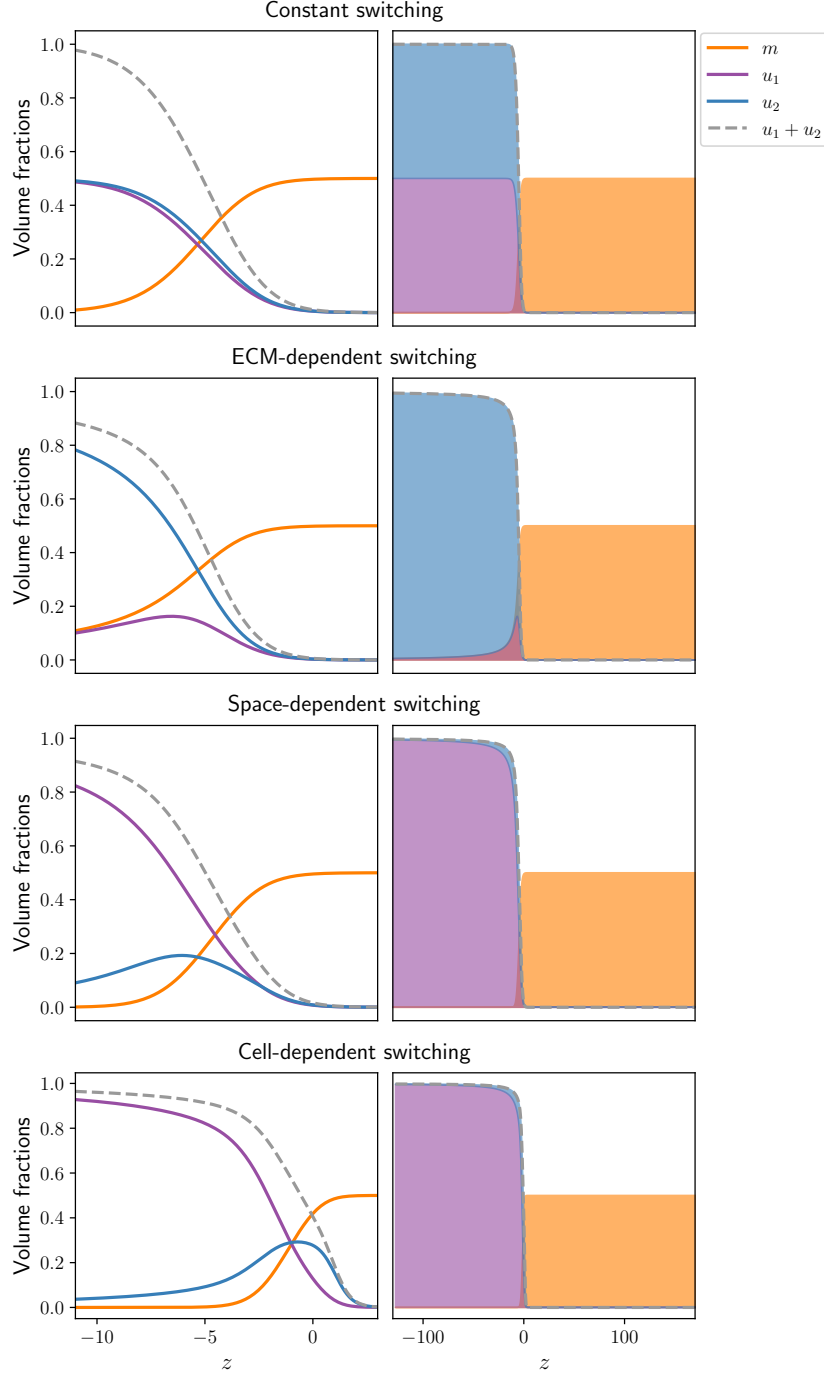 Constant switching
1.0
0.8
0.6
0.4
0.2
0.0
Volume fractions
m
u₁
u₂
u₁ + u₂
ECM-dependent switching
1.0
0.8
0.6
0.4
0.2
0.0
Volume fractions
Space-dependent switching
1.0
0.8
0.6
0.4
0.2
0.0
Volume fractions
Cell-dependent switching
1.0
0.8
0.6
0.4
0.2
0.0
Volume fractions
−10 −5 0
z
−100 0 100
z